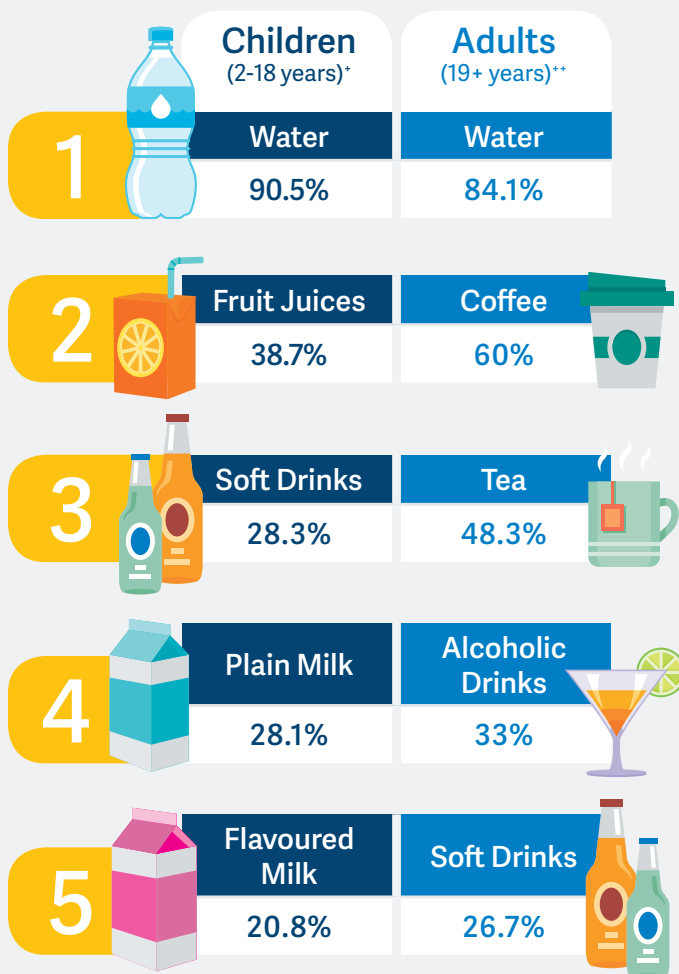 Children
(2-18 years)⁺
Adults
(19+ years)⁺⁺
1
Water
90.5%
Water
84.1%
2
Fruit Juices
38.7%
Coffee
60%
3
Soft Drinks
28.3%
Tea
48.3%
4
Plain Milk
28.1%
Alcoholic
Drinks
33%
5
Flavoured
Milk
20.8%
Soft Drinks
26.7%